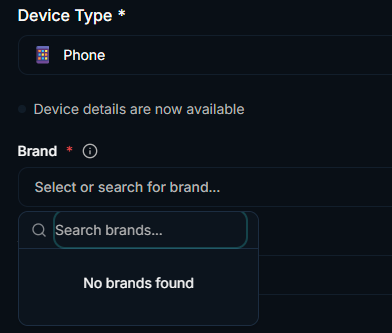 Device Type *
Phone
Device details are now available
Brand *
Select or search for brand...
Search brands...
No brands found